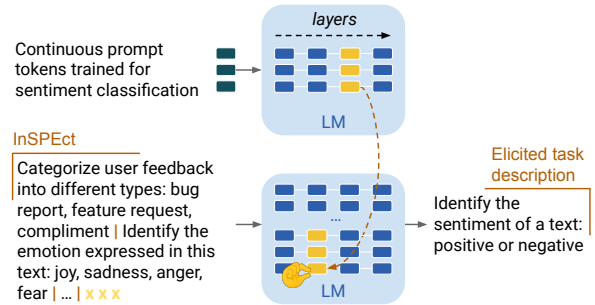 layers
Continuous prompt
tokens trained for
sentiment classification
LM
InSPEct
Categorize user feedback
into different types: bug
report, feature request,
compliment | Identify the
emotion expressed in this
text: joy, sadness, anger,
fear | ... | x x x
...
LM
Elicited task
description
Identify the
sentiment of a text:
positive or negative